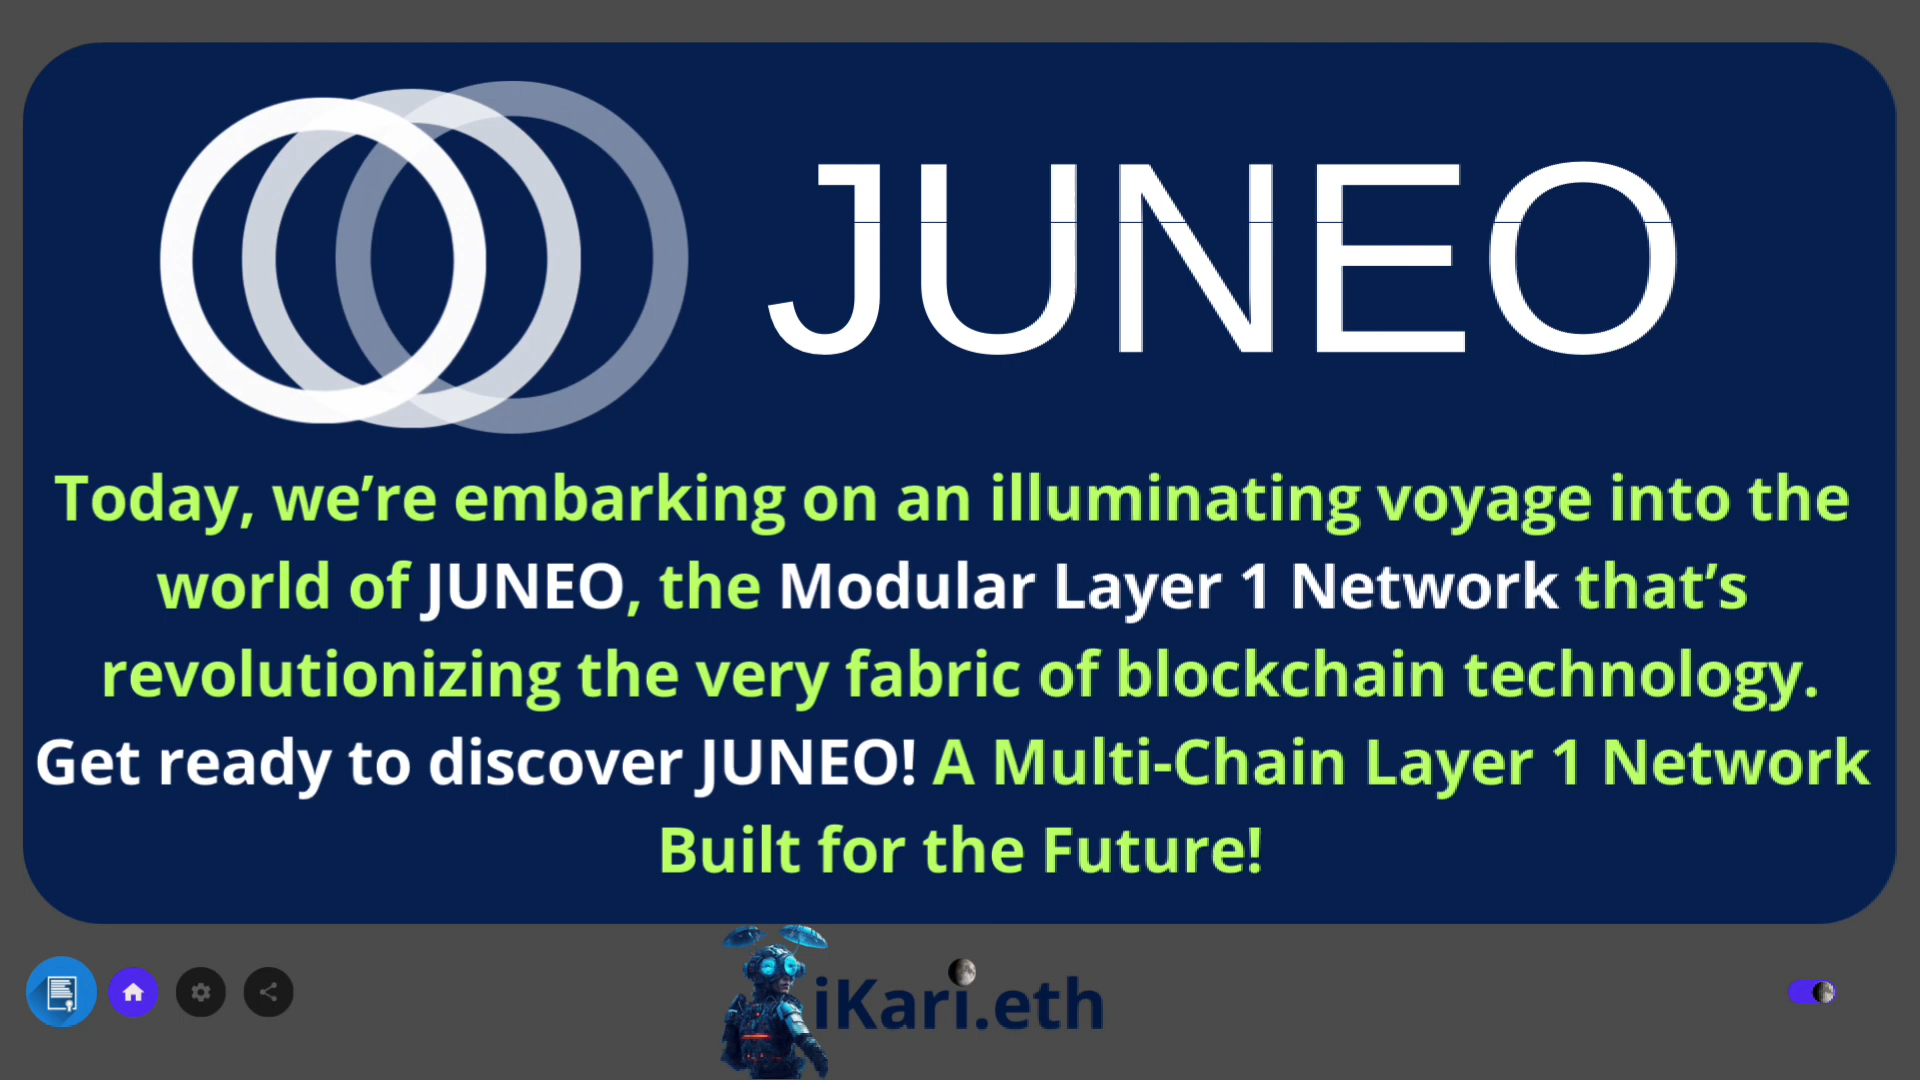 JUNEO
Today, we’re embarking on an illuminating voyage into the
world of JUNEO, the Modular Layer 1 Network that’s
revolutionizing the very fabric of blockchain technology.
Get ready to discover JUNEO! A Multi-Chain Layer 1 Network
Built for the Future!
iKari.eth